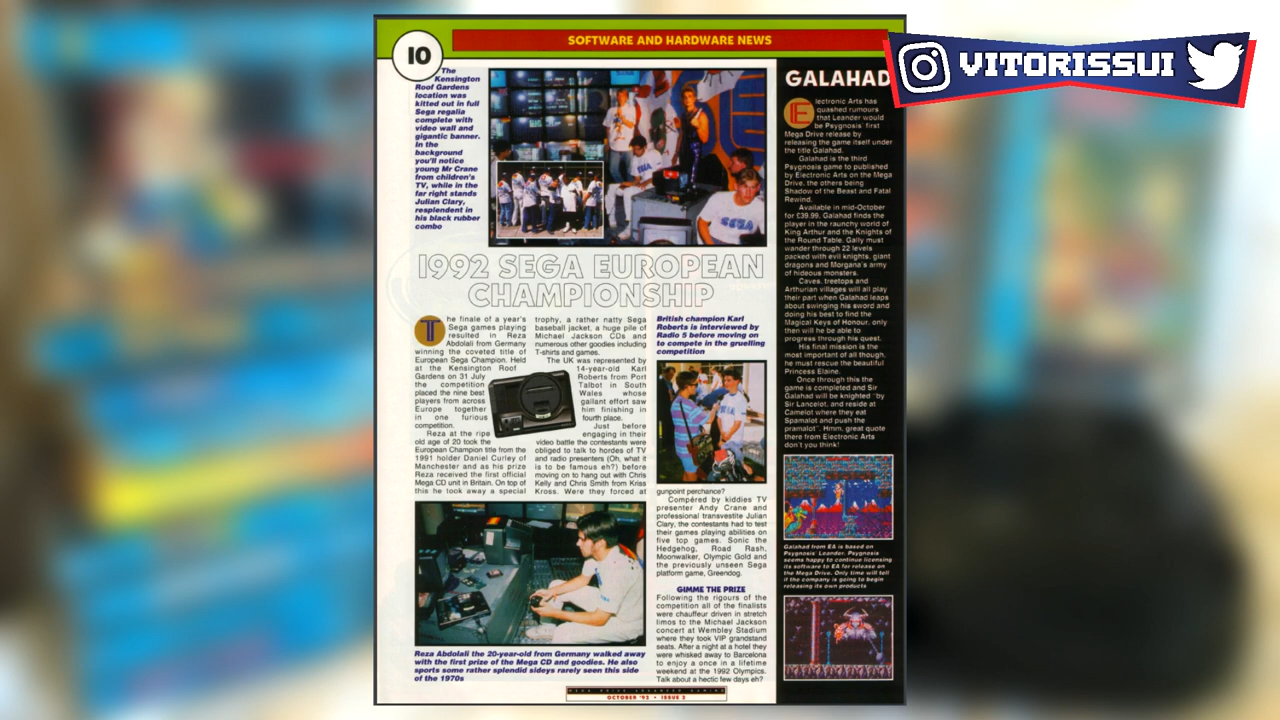 10
SOFTWARE AND HARDWARE NEWS
VITORISSUI
The
Kensington
Roof Gardens
location was
kitted out in full
Sega regalia
complete with
video wall and
gigantic banner.
In the
background
you'll notice
young Mr Crane
from children's
TV, while in the
far right stands
Julian Clary,
resplendent in
his black rubber
combo
SEGA
1992 SEGA EUROPEAN
CHAMPIONSHIP
The finale of a year's
Sega games playing
resulted in Reza
Abdolali from Germany
winning the coveted title of
European Sega Champion. Held
at the Kensington Roof
Gardens on 31 July
the competition
placed the nine best
players from across
Europe together
in one furious
competition.
Reza at the ripe
old age of 20 took the
European Champion title from the
1991 holder Daniel Curley of
Manchester and as his prize
Reza received the first official
Mega CD unit in Britain. On top of
this he took away a special
trophy, a rather natty Sega
baseball jacket, a huge pile of
Michael Jackson CDs and
numerous other goodies including
T-shirts and games.
The UK was represented by
14-year-old Karl
Roberts from Port
Talbot in South
Wales whose
gallant effort saw
him finishing in
fourth place.
Just before
engaging in their
video battle the contestants were
obliged to talk to hordes of TV
and radio presenters (Oh, what it
is to be famous eh?) before
moving on to hang out with Chris
Kelly and Chris Smith from Kriss
Kross. Were they forced at
British champion Karl
Roberts is interviewed by
Radio 5 before moving on
to compete in the gruelling
competition
gunpoint perchance?
Compèred by kiddies TV
presenter Andy Crane and
professional transvestite Julian
Clary, the contestants had to test
their games playing abilities on
five top games. Sonic the
Hedgehog, Road Rash,
Moonwalker, Olympic Gold and
the previously unseen Sega
platform game, Greendog.
GIMME THE PRIZE
Following the rigours of the
competition all of the finalists
were chauffeur driven in stretch
limos to the Michael Jackson
concert at Wembley Stadium
where they took VIP grandstand
seats. After a night at a hotel they
were whisked away to Barcelona
to enjoy a once in a lifetime
weekend at the 1992 Olympics.
Talk about a hectic few days eh?
Reza Abdolali the 20-year-old from Germany walked away
with the first prize of the Mega CD and goodies. He also
sports some rather splendid sideys rarely seen this side
of the 1970s
GALAHAD
Electronic Arts has
quashed rumours
that Leander would
be Psygnosis' first
Mega Drive release by
releasing the game itself under
the title Galahad.
Galahad is the third
Psygnosis game to published
by Electronic Arts on the Mega
Drive, the others being
Shadow of the Beast and Fatal
Rewind.
Available in mid-October
for £39.99, Galahad finds the
player in the raunchy world of
King Arthur and the Knights of
the Round Table. Gally must
wander through 22 levels
packed with evil knights, giant
dragons and Morgana's army
of hideous monsters.
Caves, treetops and
Arthurian villages will all play
their part when Galahad leaps
about swinging his sword and
doing his best to find the
Magical Keys of Honour, only
then will he be able to
progress through his quest.
His final mission is the
most important of all though,
he must rescue the beautiful
Princess Elaine.
Once through this the
game is completed and Sir
Galahad will be knighted "by
Sir Lancelot, and reside at
Camelot where they eat
Spamalot and push the
pramalot". Hmm, great quote
there from Electronic Arts
don't you think!
Galahad from EA is based on
Psygnosis' Leander. Psygnosis
seems happy to continue licensing
its software to EA for release on
the Mega Drive. Only time will tell
if the company is going to begin
releasing its own products
MEGA DRIVE ADVANCED GAMING
OCTOBER '92 • ISSUE 2